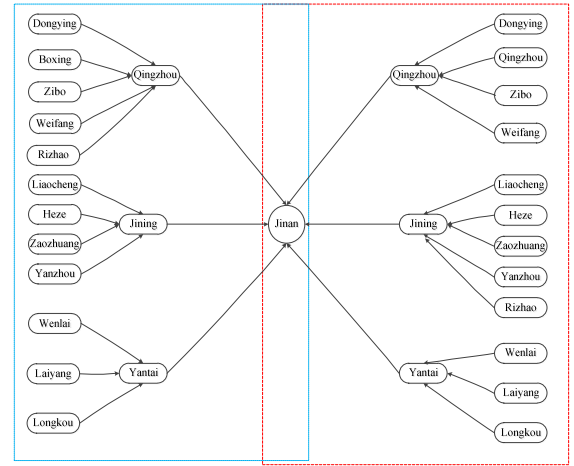 Dongying
Boxing
Qingzhou
Zibo
Weifang
Rizhao
Liaocheng
Heze
Jining
Zaozhuang
Yanzhou
Wenlai
Laiyang
Yantai
Longkou
Jinan
Dongying
Qingzhou
Qingzhou
Zibo
Weifang
Liaocheng
Heze
Jining
Zaozhuang
Yanzhou
Rizhao
Wenlai
Yantai
Laiyang
Longkou